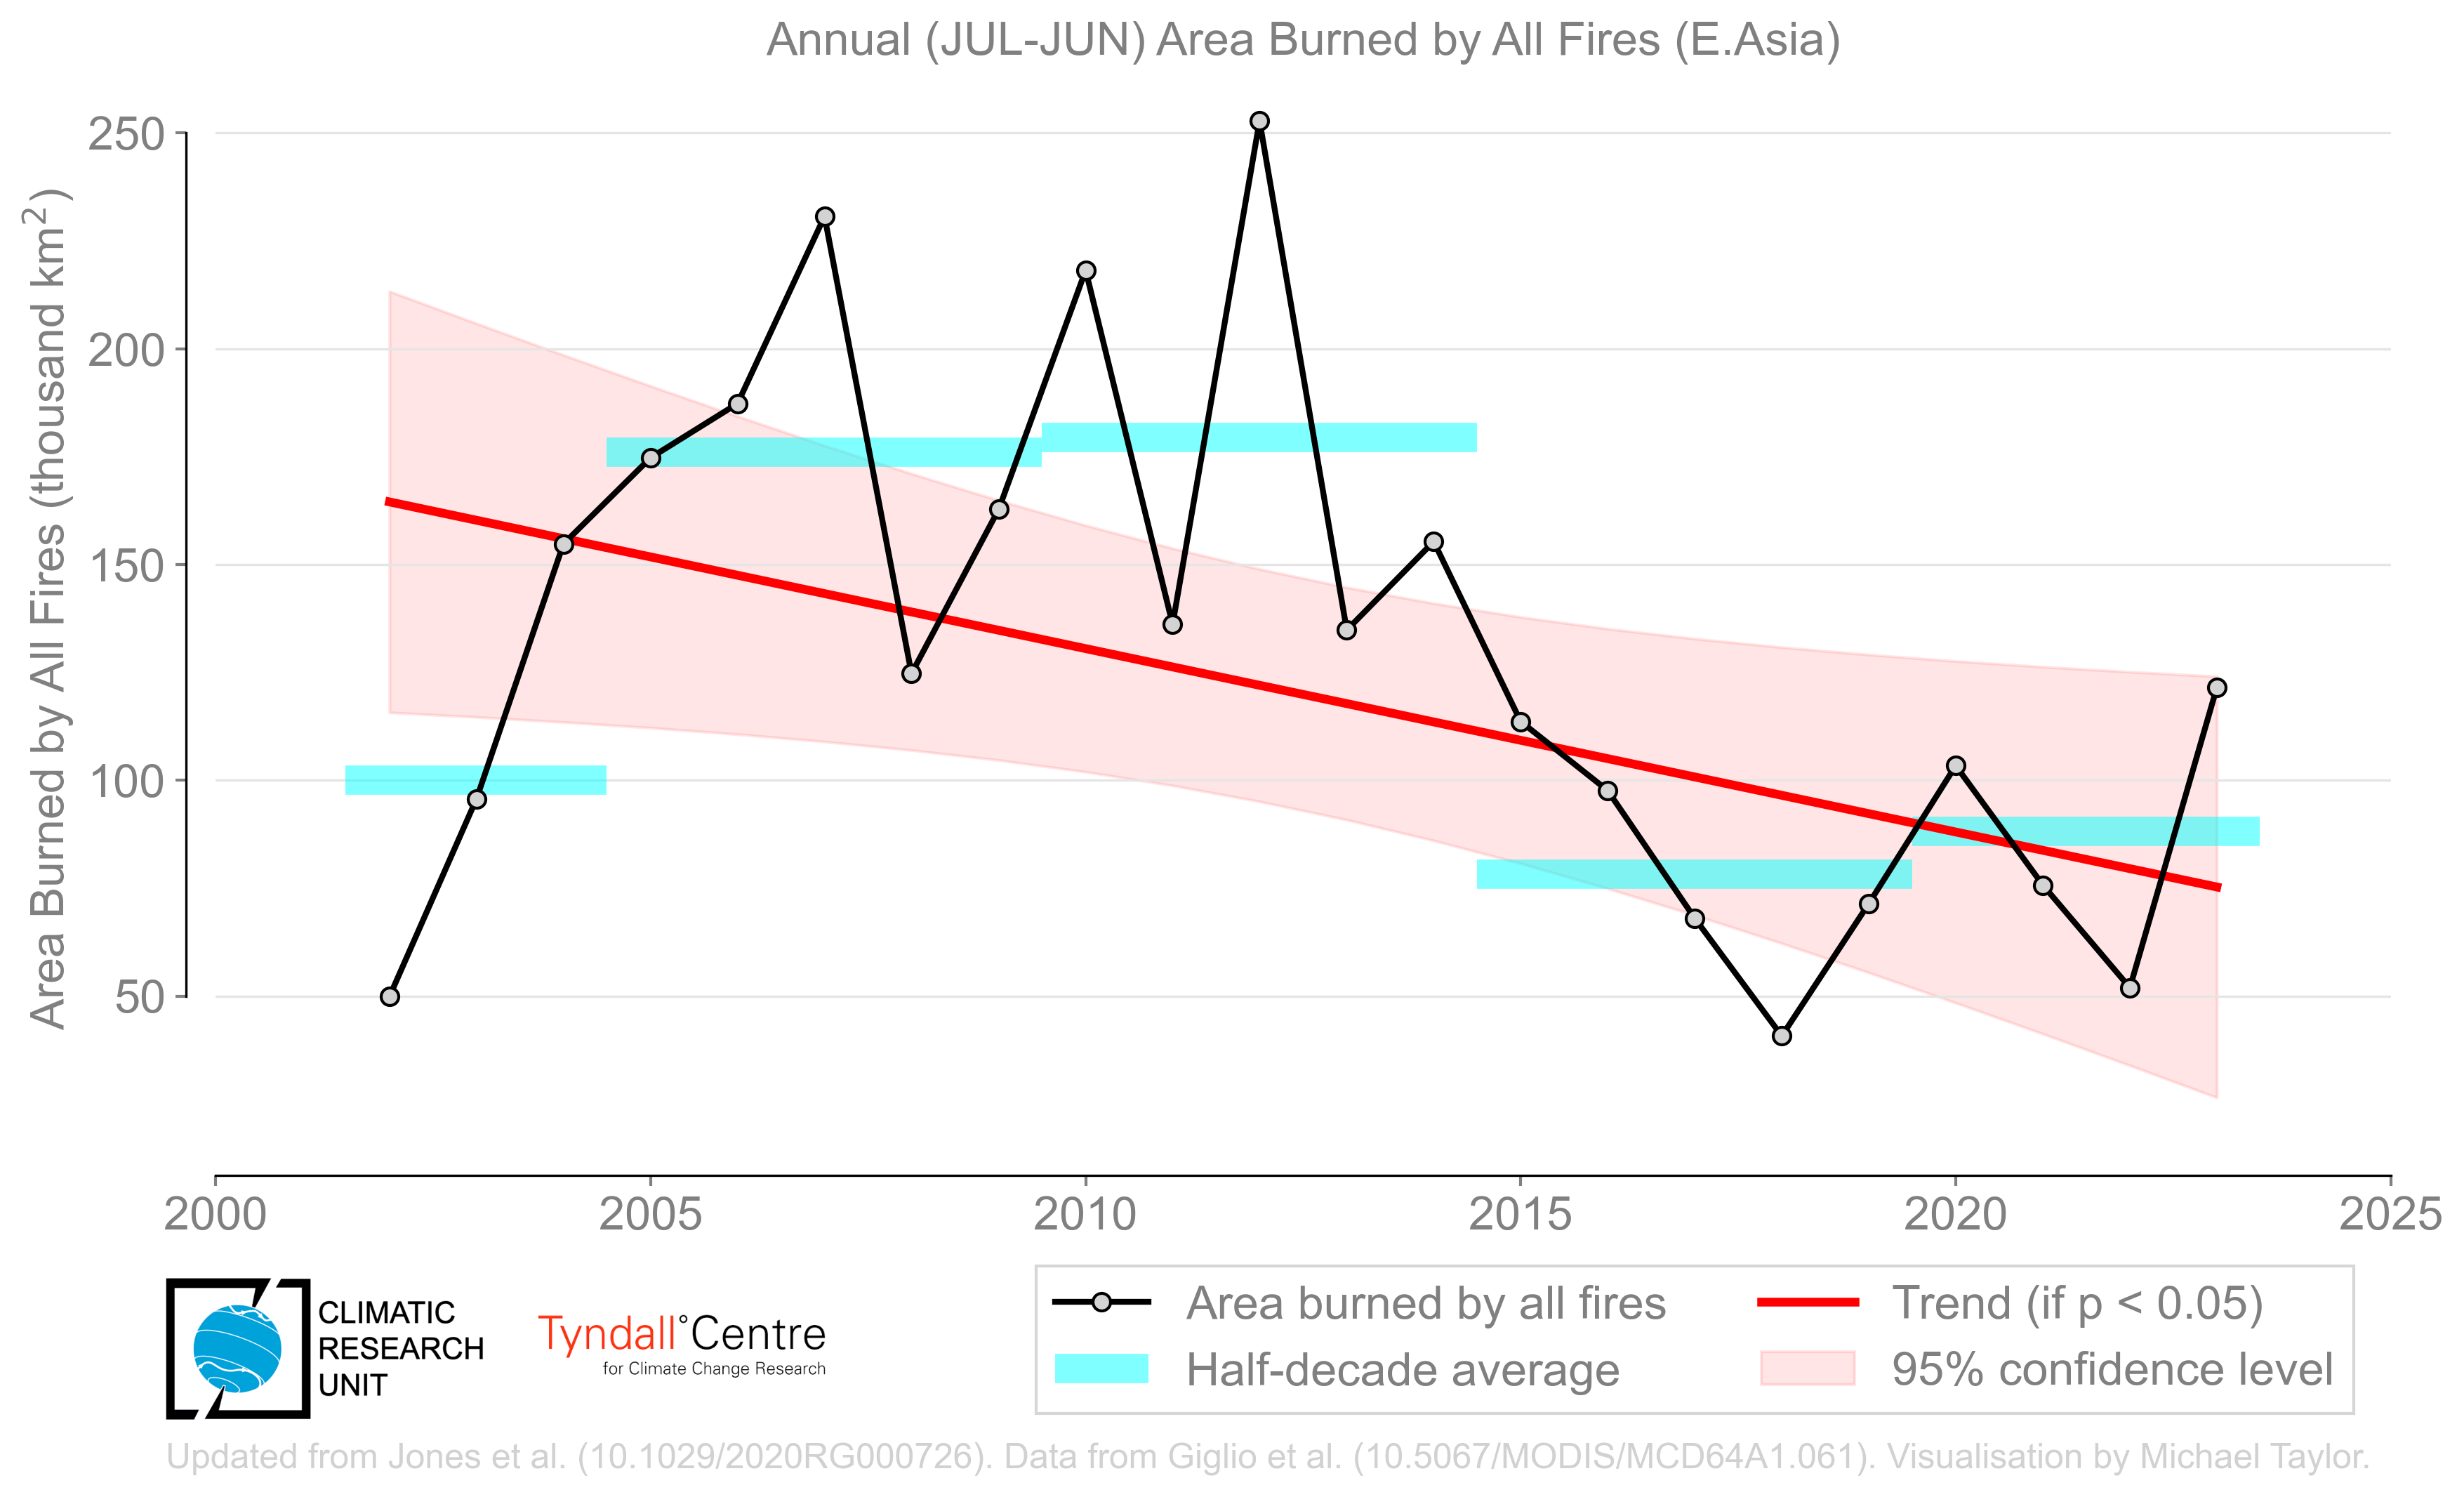 Annual (JUL-JUN) Area Burned by All Fires (E.Asia)
Area Burned by All Fires (thousand km²)
250
200
150
100
50
2000 2005 2010 2015 2020 2025
CLIMATIC
RESEARCH
UNIT
Tyndall°Centre
for Climate Change Research
Area burned by all fires
Half-decade average
Trend (if p < 0.05)
95% confidence level
Updated from Jones et al. (10.1029/2020RG000726). Data from Giglio et al. (10.5067/MODIS/MCD64A1.061). Visualisation by Michael Taylor.